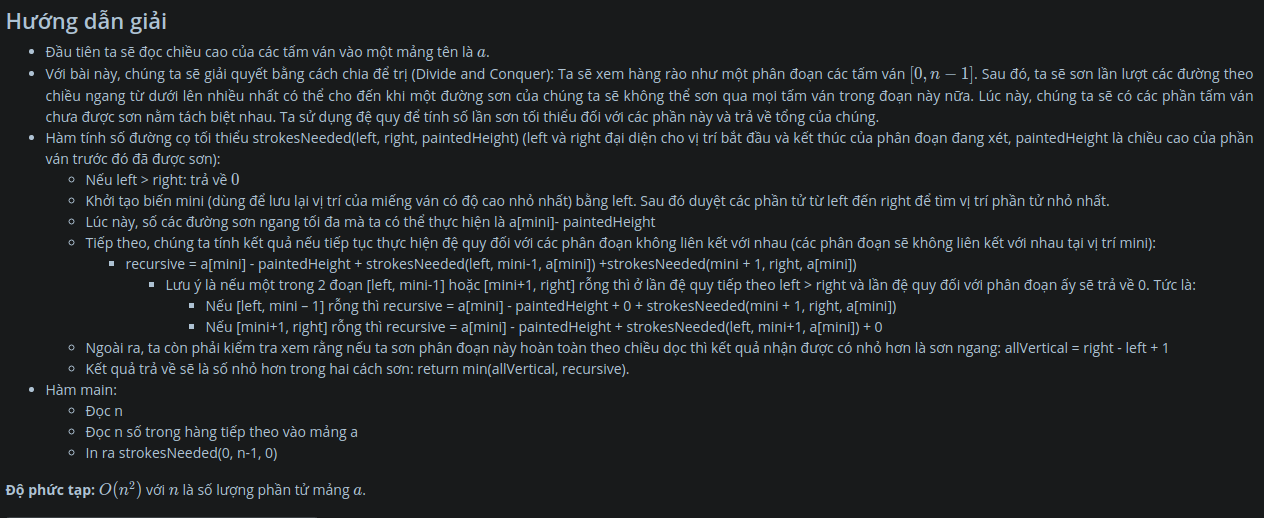 Hướng dẫn giải
• Đầu tiên ta sẽ đọc chiều cao của các tấm ván vào một mảng tên là a.
• Với bài này, chúng ta sẽ giải quyết bằng cách chia để trị (Divide and Conquer): Ta sẽ xem hàng rào như một phân đoạn các tấm ván [0, n − 1]. Sau đó, ta sẽ sơn lần lượt các đường theo
chiều ngang từ dưới lên nhiều nhất có thể cho đến khi một đường sơn của chúng ta sẽ không thể sơn qua mọi tấm ván trong đoạn này nữa. Lúc này, chúng ta sẽ có các phần tấm ván
chưa được sơn nằm tách biệt nhau. Ta sử dụng đệ quy để tính số lần sơn tối thiểu đối với các phần này và trả về tổng của chúng.
• Hàm tính số đường cọ tối thiểu strokesNeeded(left, right, paintedHeight) (left và right đại diện cho vị trí bắt đầu và kết thúc của phân đoạn đang xét, paintedHeight là chiều cao của phần
ván trước đó đã được sơn):
◦ Nếu left > right: trả về 0
◦ Khởi tạo biến mini (dùng để lưu lại vị trí của miếng ván có độ cao nhỏ nhất) bằng left. Sau đó duyệt các phần tử từ left đến right để tìm vị trí phần tử nhỏ nhất.
◦ Lúc này, số các đường sơn ngang tối đa mà ta có thể thực hiện là a[mini]- paintedHeight
◦ Tiếp theo, chúng ta tính kết quả nếu tiếp tục thực hiện đệ quy đối với các phân đoạn không liên kết với nhau (các phân đoạn sẽ không liên kết với nhau tại vị trí mini):
▪ recursive = a[mini] - paintedHeight + strokesNeeded(left, mini-1, a[mini]) +strokesNeeded(mini + 1, right, a[mini])
▪ Lưu ý là nếu một trong 2 đoạn [left, mini-1] hoặc [mini+1, right] rỗng thì ở lần đệ quy tiếp theo left > right và lần đệ quy đối với phân đoạn ấy sẽ trả về 0. Tức là:
▪ Nếu [left, mini – 1] rỗng thì recursive = a[mini] - paintedHeight + 0 + strokesNeeded(mini + 1, right, a[mini])
▪ Nếu [mini+1, right] rỗng thì recursive = a[mini] - paintedHeight + strokesNeeded(left, mini+1, a[mini]) + 0
◦ Ngoài ra, ta còn phải kiểm tra xem rằng nếu ta sơn phân đoạn này hoàn toàn theo chiều dọc thì kết quả nhận được có nhỏ hơn là sơn ngang: allVertical = right - left + 1
◦ Kết quả trả về sẽ là số nhỏ hơn trong hai cách sơn: return min(allVertical, recursive).
• Hàm main:
◦ Đọc n
◦ Đọc n số trong hàng tiếp theo vào mảng a
◦ In ra strokesNeeded(0, n-1, 0)
Độ phức tạp: O(n²) với n là số lượng phần tử mảng a.